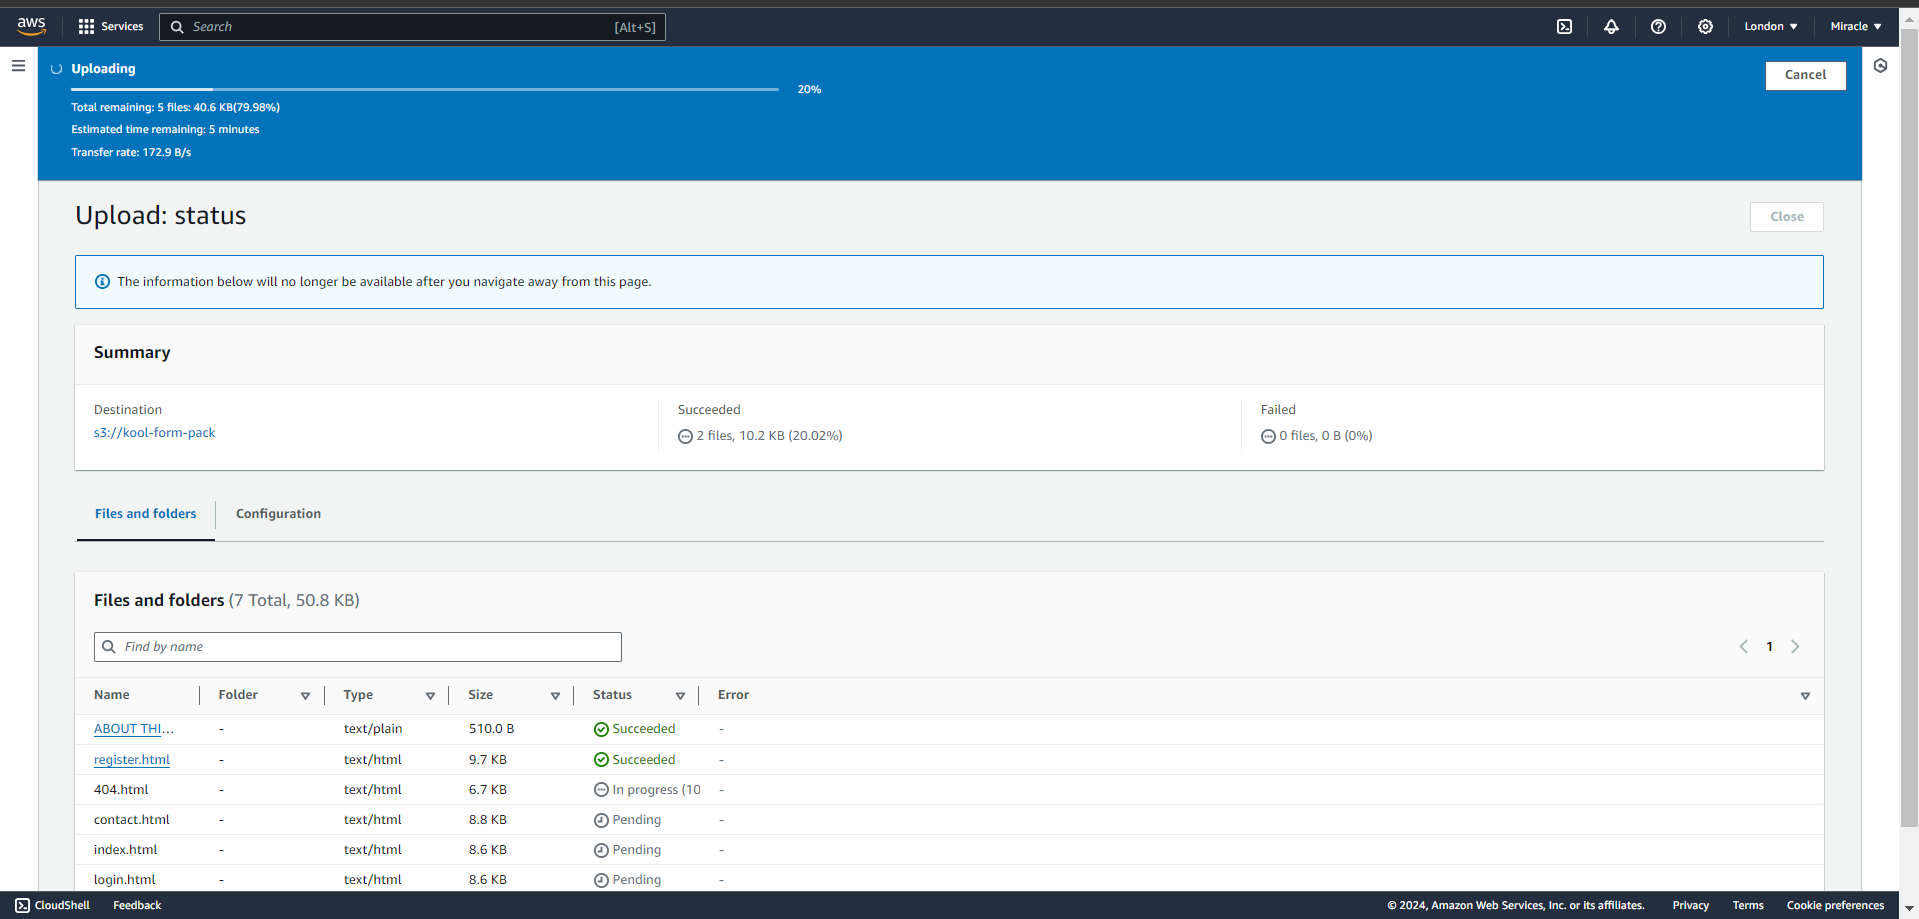 aws Services Search [Alt+S] London Miracle
Uploading
Cancel
20%
Total remaining: 5 files: 40.6 KB(79.98%)
Estimated time remaining: 5 minutes
Transfer rate: 172.9 B/s
Upload: status
Close
The information below will no longer be available after you navigate away from this page.
Summary
Destination Succeeded Failed
s3://kool-form-pack 2 files, 10.2 KB (20.02%) 0 files, 0 B (0%)
Files and folders Configuration
Files and folders (7 Total, 50.8 KB)
Find by name 1
Name Folder Type Size Status Error
ABOUT THI... - text/plain 510.0 B Succeeded -
register.html - text/html 9.7 KB Succeeded -
404.html - text/html 6.7 KB In progress (10 -
contact.html - text/html 8.8 KB Pending -
index.html - text/html 8.6 KB Pending -
login.html - text/html 8.6 KB Pending -
CloudShell Feedback © 2024, Amazon Web Services, Inc. or its affiliates. Privacy Terms Cookie preferences